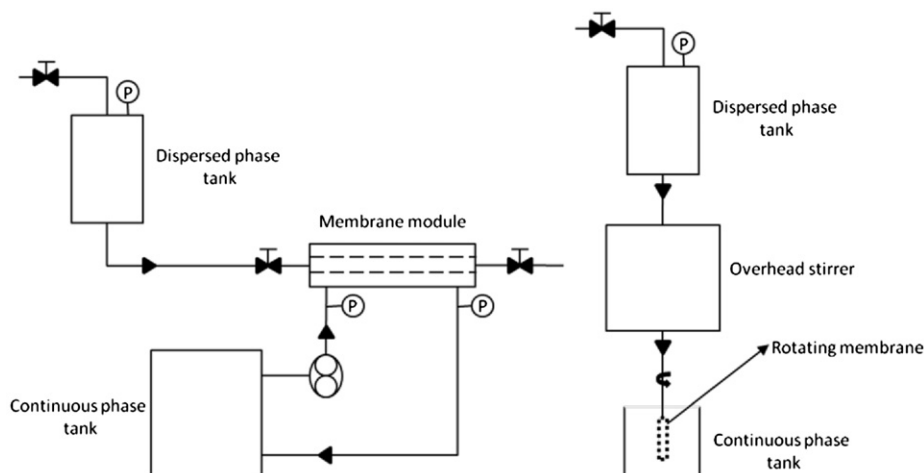 P
Dispersed phase
tank
Membrane module
P
P
Continuous phase
tank
P
Dispersed phase
tank
Overhead stirrer
Rotating membrane
Continuous phase
tank